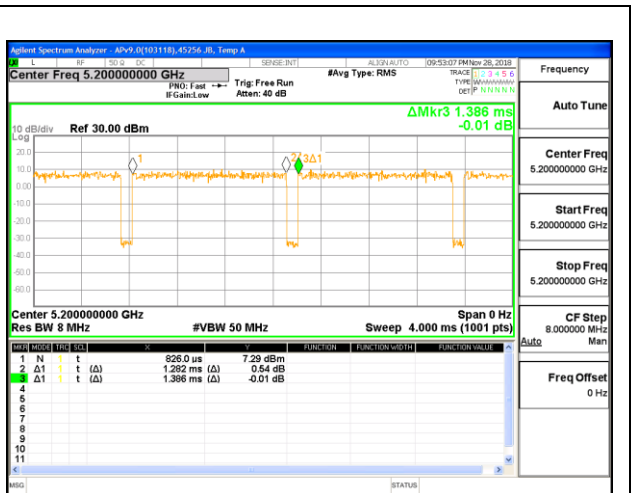 Agilent Spectrum Analyzer - APv9.0(103118),45256 JB, Temp A
L RF 50 Ω DC SENSE:INT ALIGN AUTO 09:53:07 PM Nov 28, 2018
Center Freq 5.200000000 GHz #Avg Type: RMS TRACE 1 2 3 4 5 6 Frequency
PNO: Fast Trig: Free Run TYPE WWWWWW
IFGain:Low Atten: 40 dB DET P N N N N N
Auto Tune
ΔMkr3 1.386 ms
10 dB/div Ref 30.00 dBm -0.01 dB
Log
20.0
10.0
0.00
-10.0
-20.0
-30.0
-40.0
-50.0
-60.0
1
3Δ1
Center Freq
5.200000000 GHz
Start Freq
5.200000000 GHz
Stop Freq
5.200000000 GHz
Center 5.200000000 GHz Span 0 Hz
Res BW 8 MHz #VBW 50 MHz Sweep 4.000 ms (1001 pts)
CF Step
8.000000 MHz
Auto Man
MKR MODE TRC SCL X Y FUNCTION FUNCTION WIDTH FUNCTION VALUE
1 N 1 t 826.0 µs 7.29 dBm
2 Δ1 1 t (Δ) 1.282 ms (Δ) 0.54 dB
3 Δ1 1 t (Δ) 1.386 ms (Δ) -0.01 dB
4
5
6
7
8
9
10
11
Freq Offset
0 Hz
MSG STATUS